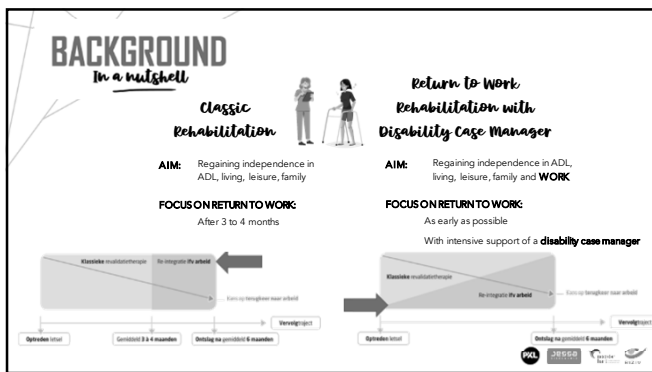 BACKGROUND
In a nutshell
Classic
Rehabilitation
AIM: Regaining independence in
ADL, living, leisure, family
FOCUS ON RETURN TO WORK:
After 3 to 4 months
Klassieke revalidatietherapie
Re-integratie ifv arbeid
Kans op terugkeer naar arbeid
Vervolgtraject
Optreden letsel
Gemiddeld 3 à 4 maanden
Ontslag na gemiddeld 6 maanden
Return to Work
Rehabilitation with
Disability Case Manager
AIM: Regaining independence in ADL,
living, leisure, family and WORK
FOCUS ON RETURN TO WORK:
As early as possible
With intensive support of a disability case manager
Klassieke revalidatietherapie
Re-integratie ifv arbeid
Kans op terugkeer naar arbeid
Vervolgtraject
Optreden letsel
Ontslag na gemiddeld 6 maanden
PXL
Jessa